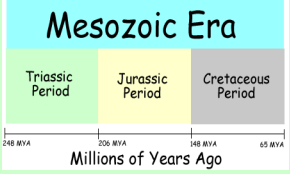 Mesozoic Era
Triassic Jurassic Cretaceous
Period Period Period
248 MYA 206 MYA 148 MYA 65 MYA
Millions of Years Ago